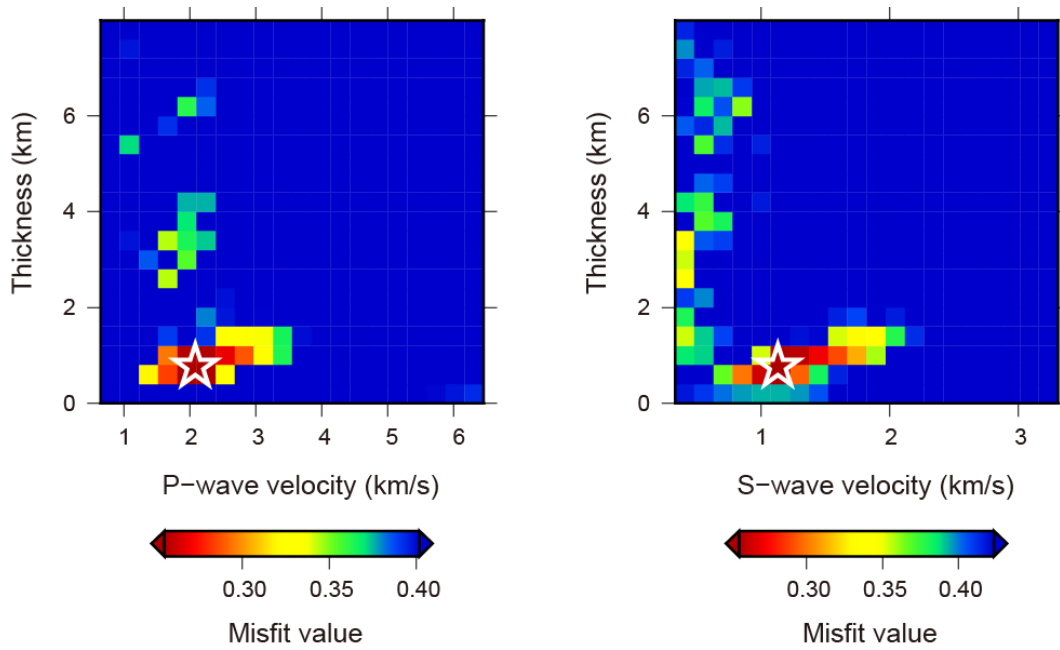 Thickness (km)
6
4
2
0
1 2 3 4 5 6
P−wave velocity (km/s)
0.30 0.35 0.40
Misfit value
Thickness (km)
6
4
2
0
1 2 3
S−wave velocity (km/s)
0.30 0.35 0.40
Misfit value